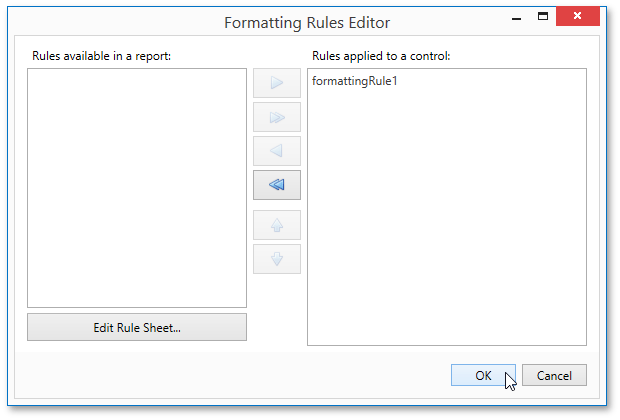 Formatting Rules Editor
Rules available in a report:
Rules applied to a control:
formattingRule1
Edit Rule Sheet...
OK
Cancel